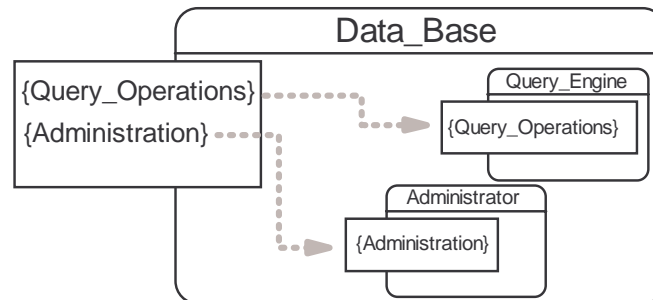 Data_Base
{Query_Operations}
{Administration}
Query_Engine
{Query_Operations}
Administrator
{Administration}